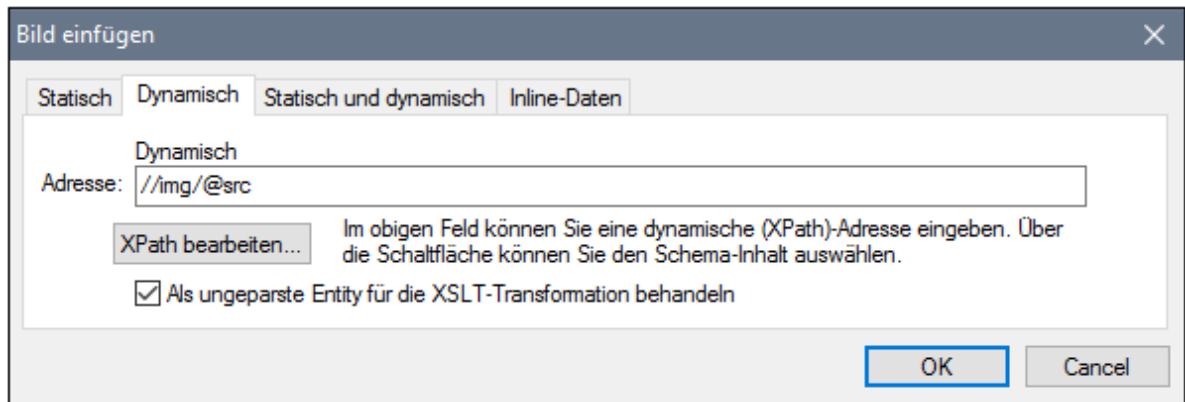 Bild einfügen
Statisch Dynamisch Statisch und dynamisch Inline-Daten
Dynamisch
Adresse: //img/@src
XPath bearbeiten... Im obigen Feld können Sie eine dynamische (XPath)-Adresse eingeben. Über
die Schaltfläche können Sie den Schema-Inhalt auswählen.
Als ungeparste Entity für die XSLT-Transformation behandeln
OK Cancel